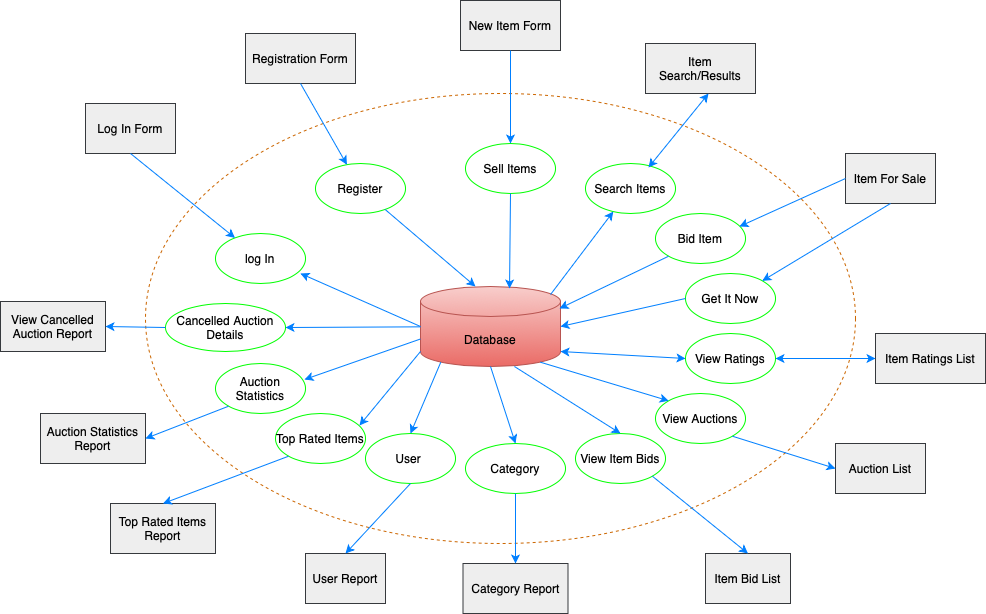 New Item Form
Registration Form
Item
Search/Results
Log In Form
Sell Items
Item For Sale
Register
Search Items
Bid Item
log In
Get It Now
View Cancelled
Auction Report
Cancelled Auction
Details
Database
View Ratings
Item Ratings List
Auction
Statistics
View Auctions
Auction Statistics
Report
Top Rated Items
User
Category
View Item Bids
Auction List
Top Rated Items
Report
User Report
Category Report
Item Bid List